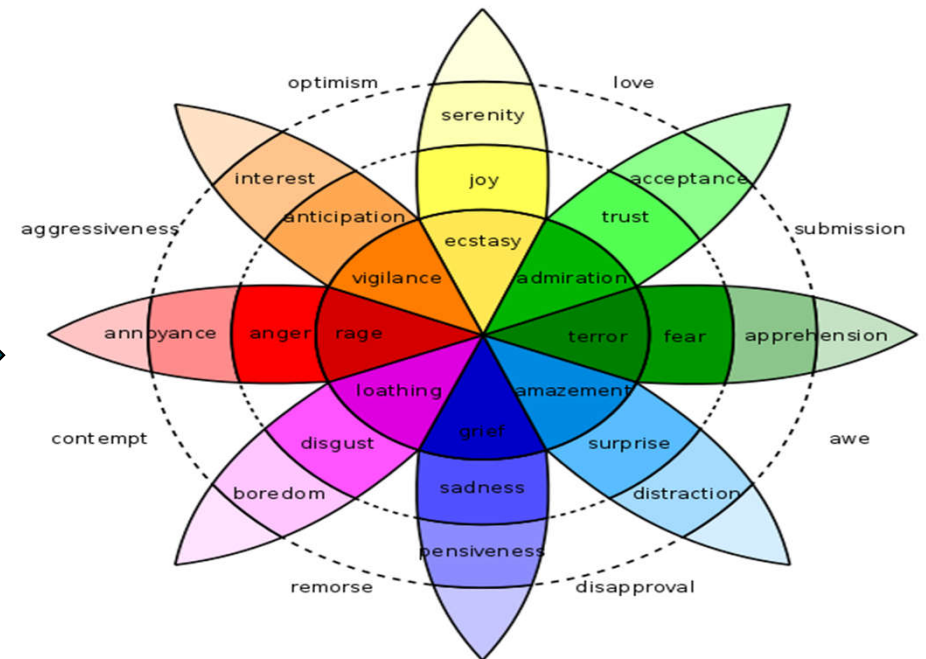 optimism
love
serenity
interest
joy
acceptance
anticipation
trust
aggressiveness
submission
ecstasy
vigilance
admiration
annoyance
anger
rage
terror
fear
apprehension
loathing
amazement
grief
contempt
disgust
surprise
awe
boredom
sadness
distraction
pensiveness
remorse
disapproval